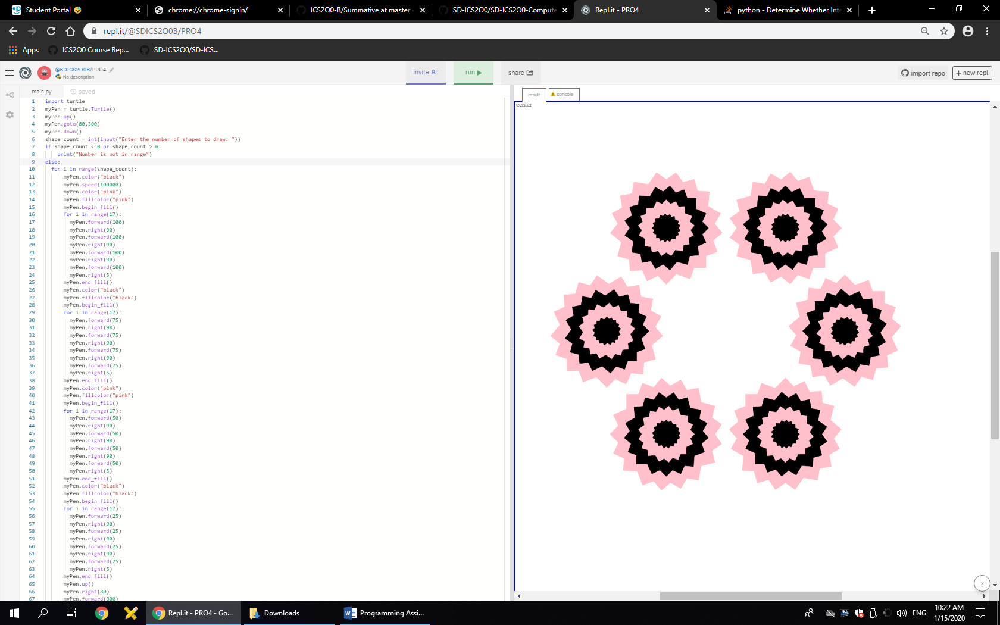 Student Portal
chrome://chrome-signin/
ICS2O0-B/Summative at master
SD-ICS2O0/SD-ICS2O0-Compute
Repl.it - PRO4
python - Determine Whether Inte
repl.it/@SDICS2O0B/PRO4
Apps
ICS2O0 Course Rep...
SD-ICS2O0/SD-ICS...
@SDICS2O0B/PRO4
No description
invite
run
share
import repo
+ new repl
main.py
saved
result
console
center
1 import turtle
2 myPen = turtle.Turtle()
3 myPen.up()
4 myPen.goto(80,300)
5 myPen.down()
6 shape_count = int(input("Enter the number of shapes to draw: "))
7 if shape_count < 0 or shape_count > 6:
8 print("Number is not in range")
9 else:
10 for i in range(shape_count):
11 myPen.color("black")
12 myPen.speed(100000)
13 myPen.color("pink")
14 myPen.fillcolor("pink")
15 myPen.begin_fill()
16 for i in range(17):
17 myPen.forward(100)
18 myPen.right(90)
19 myPen.forward(100)
20 myPen.right(90)
21 myPen.forward(100)
22 myPen.right(90)
23 myPen.forward(100)
24 myPen.right(5)
25 myPen.end_fill()
26 myPen.color("black")
27 myPen.fillcolor("black")
28 myPen.begin_fill()
29 for i in range(17):
30 myPen.forward(75)
31 myPen.right(90)
32 myPen.forward(75)
33 myPen.right(90)
34 myPen.forward(75)
35 myPen.right(90)
36 myPen.forward(75)
37 myPen.right(5)
38 myPen.end_fill()
39 myPen.color("pink")
40 myPen.fillcolor("pink")
41 myPen.begin_fill()
42 for i in range(17):
43 myPen.forward(50)
44 myPen.right(90)
45 myPen.forward(50)
46 myPen.right(90)
47 myPen.forward(50)
48 myPen.right(90)
49 myPen.forward(50)
50 myPen.right(5)
51 myPen.end_fill()
52 myPen.color("black")
53 myPen.fillcolor("black")
54 myPen.begin_fill()
55 for i in range(17):
56 myPen.forward(25)
57 myPen.right(90)
58 myPen.forward(25)
59 myPen.right(90)
60 myPen.forward(25)
61 myPen.right(90)
62 myPen.forward(25)
63 myPen.right(5)
64 myPen.end_fill()
65 myPen.up()
66 myPen.right(80)
67 myPen.forward(300)
?
Repl.it - PRO4 - Go...
Downloads
Programming Assi...
ENG
10:22 AM
1/15/2020